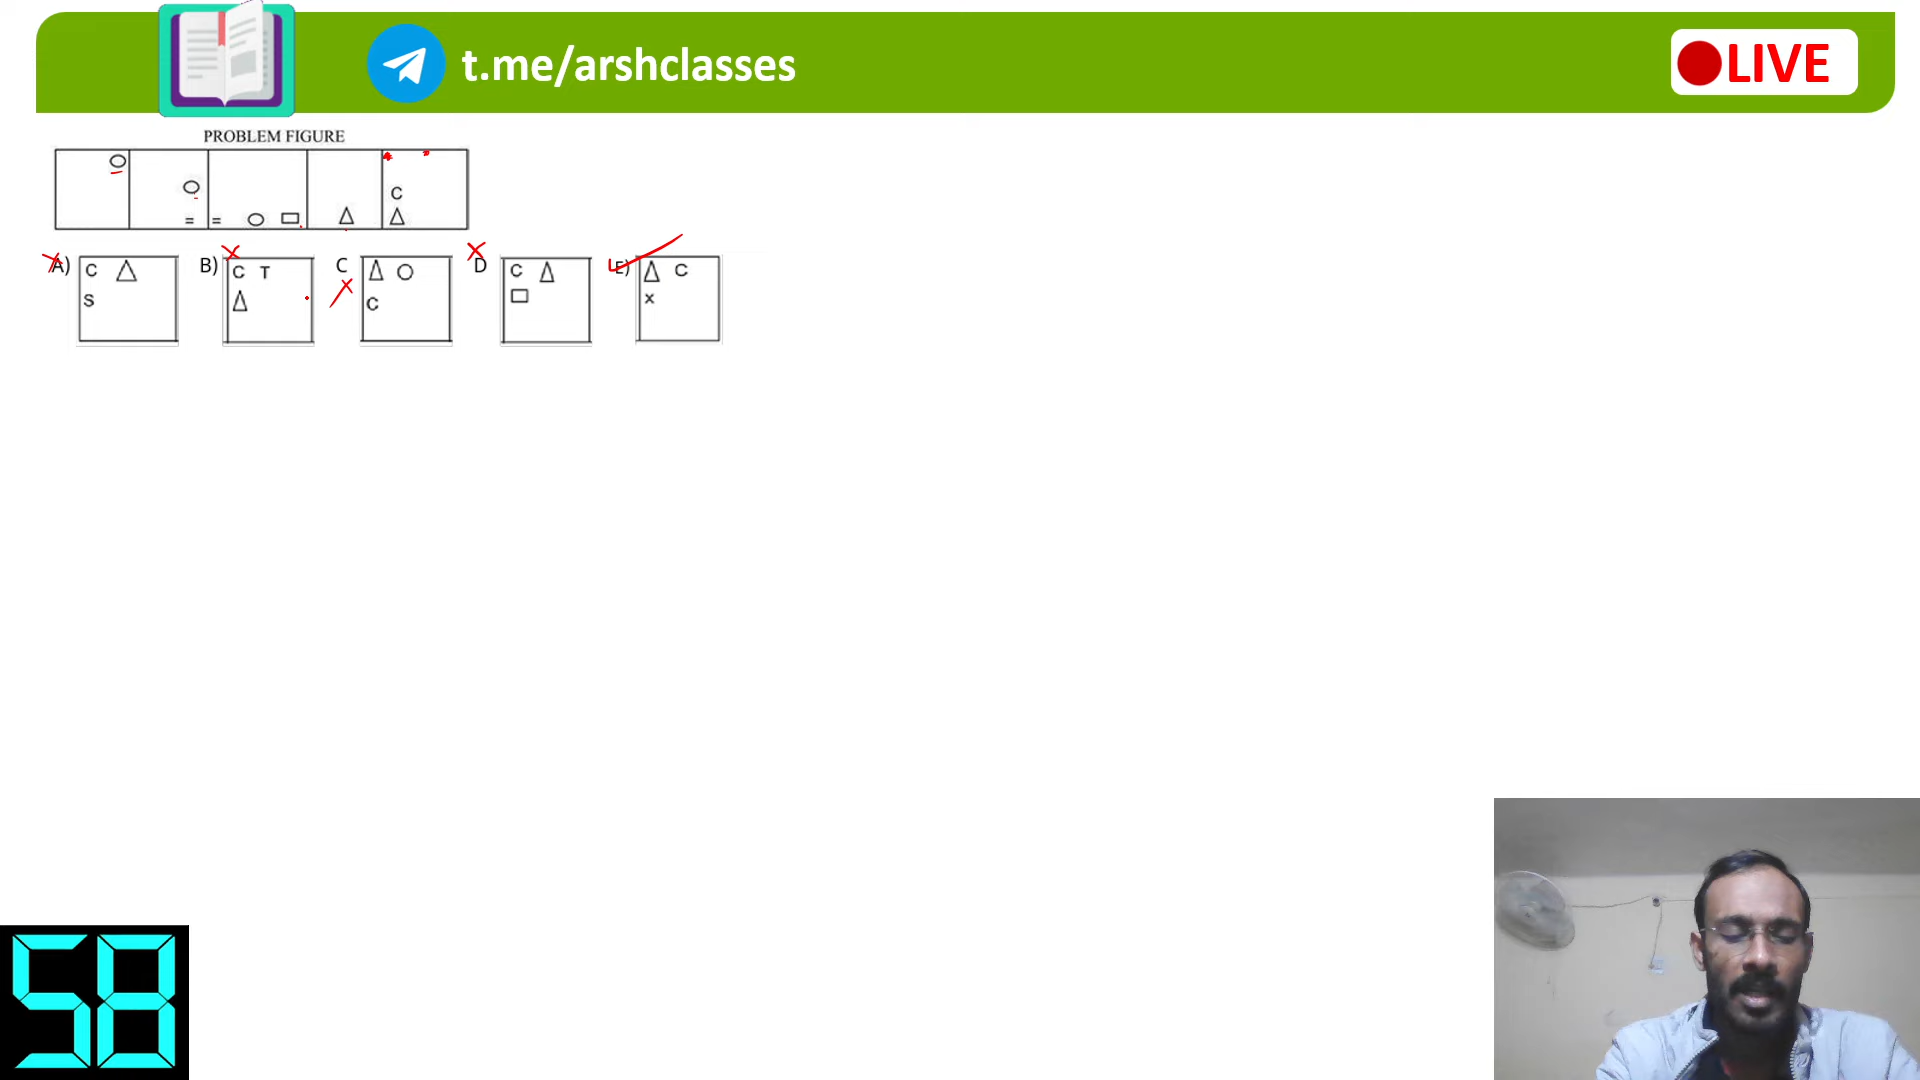 t.me/arshclasses
LIVE
PROBLEM FIGURE
= = C
A) C S
B) C T
C C
D C
E) C x
58